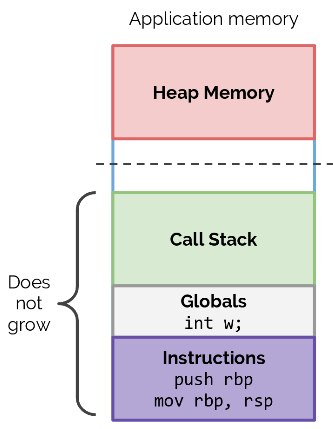 Application memory
Heap Memory
Call Stack
Does
not
grow
Globals
int w;
Instructions
push rbp
mov rbp, rsp